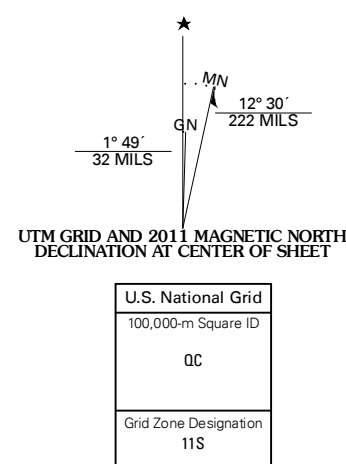 MN
GN
12° 30´
222 MILS
1° 49´
32 MILS
UTM GRID AND 2011 MAGNETIC NORTH
DECLINATION AT CENTER OF SHEET
U.S. National Grid
100,000-m Square ID
QC
Grid Zone Designation
11S